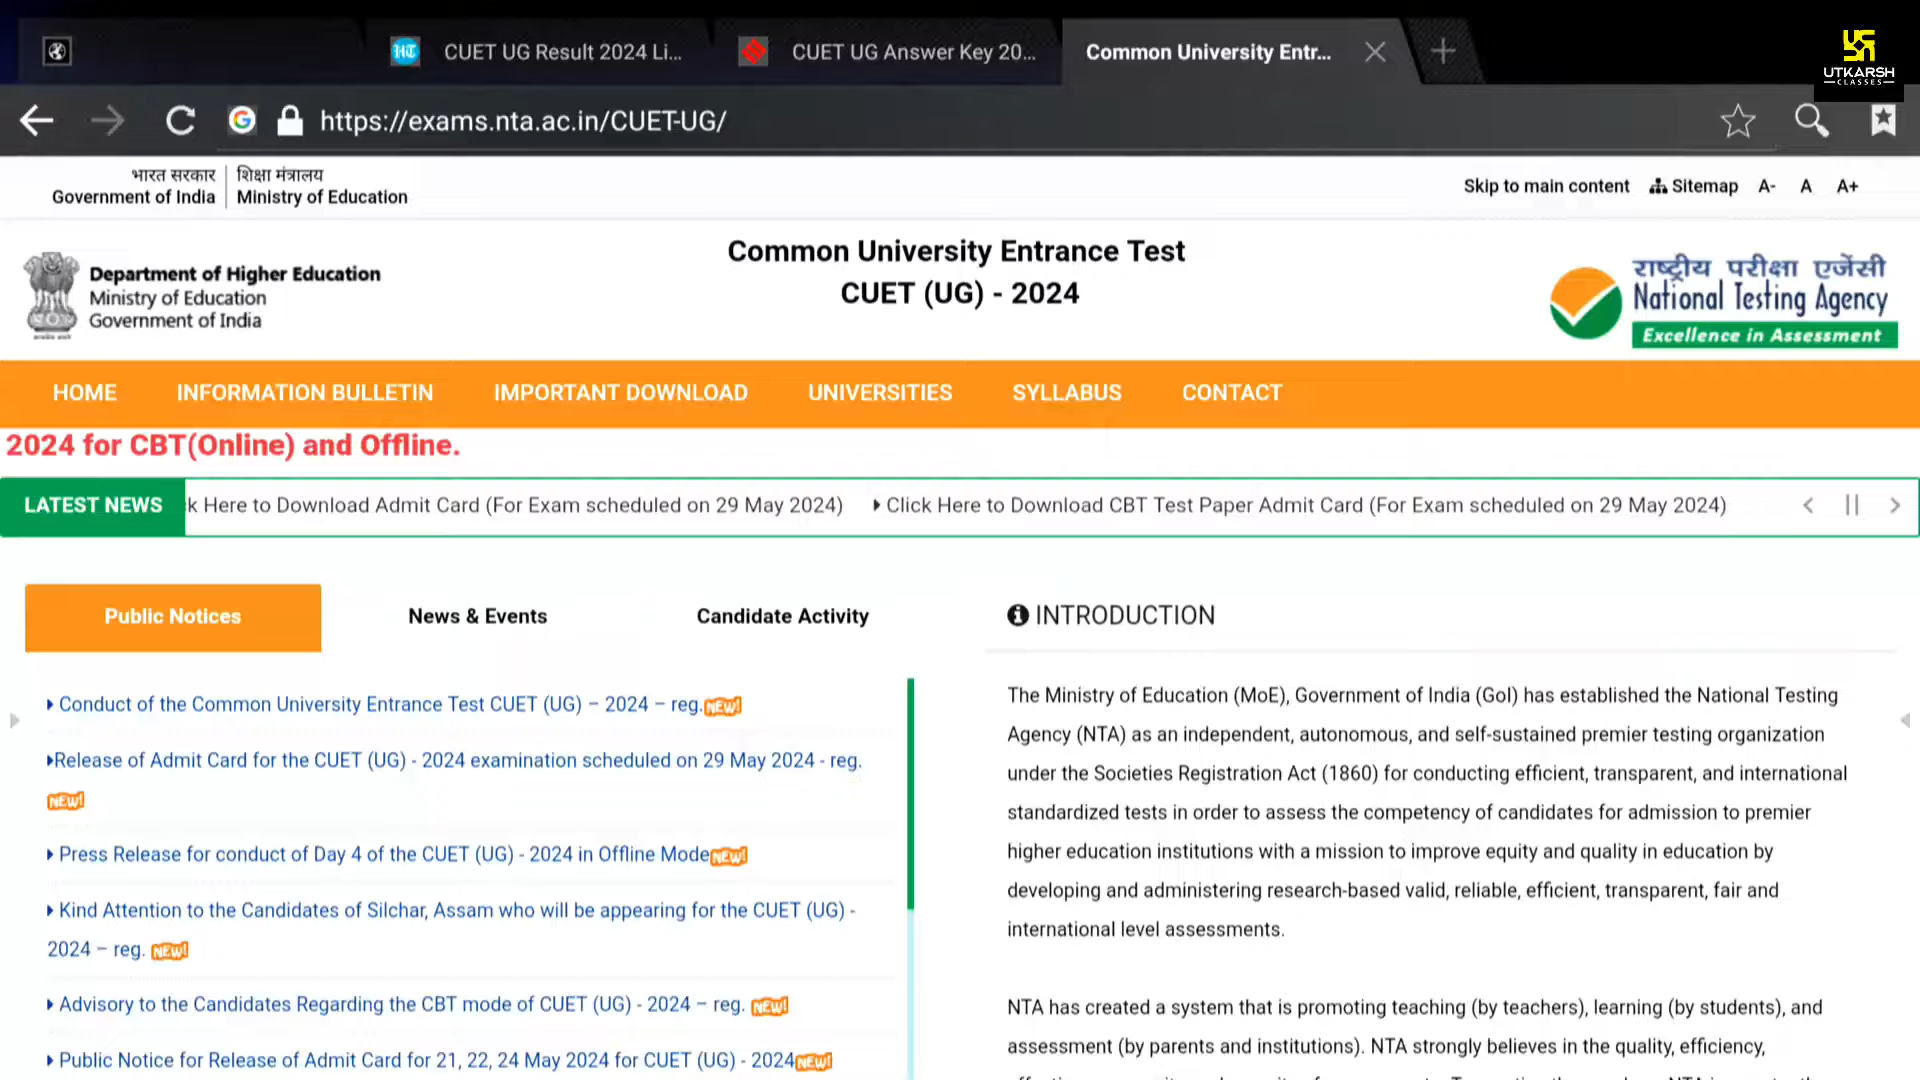 CUET UG Result 2024 Li...
CUET UG Answer Key 20...
Common University Entr...
UTKARSH
CLASSES
https://exams.nta.ac.in/CUET-UG/
भारत सरकार
Government of India
शिक्षा मंत्रालय
Ministry of Education
Skip to main content
Sitemap
A-
A
A+
Department of Higher Education
Ministry of Education
Government of India
Common University Entrance Test
CUET (UG) - 2024
राष्ट्रीय परीक्षा एजेंसी
National Testing Agency
Excellence in Assessment
HOME
INFORMATION BULLETIN
IMPORTANT DOWNLOAD
UNIVERSITIES
SYLLABUS
CONTACT
2024 for CBT(Online) and Offline.
LATEST NEWS
k Here to Download Admit Card (For Exam scheduled on 29 May 2024)
Click Here to Download CBT Test Paper Admit Card (For Exam scheduled on 29 May 2024)
Public Notices
News & Events
Candidate Activity
Conduct of the Common University Entrance Test CUET (UG) – 2024 – reg. NEW!
Release of Admit Card for the CUET (UG) - 2024 examination scheduled on 29 May 2024 - reg.
NEW!
Press Release for conduct of Day 4 of the CUET (UG) - 2024 in Offline Mode NEW!
Kind Attention to the Candidates of Silchar, Assam who will be appearing for the CUET (UG) -
2024 – reg. NEW!
Advisory to the Candidates Regarding the CBT mode of CUET (UG) - 2024 – reg. NEW!
Public Notice for Release of Admit Card for 21, 22, 24 May 2024 for CUET (UG) - 2024 NEW!
INTRODUCTION
The Ministry of Education (MoE), Government of India (GoI) has established the National Testing
Agency (NTA) as an independent, autonomous, and self-sustained premier testing organization
under the Societies Registration Act (1860) for conducting efficient, transparent, and international
standardized tests in order to assess the competency of candidates for admission to premier
higher education institutions with a mission to improve equity and quality in education by
developing and administering research-based valid, reliable, efficient, transparent, fair and
international level assessments.
NTA has created a system that is promoting teaching (by teachers), learning (by students), and
assessment (by parents and institutions). NTA strongly believes in the quality, efficiency,